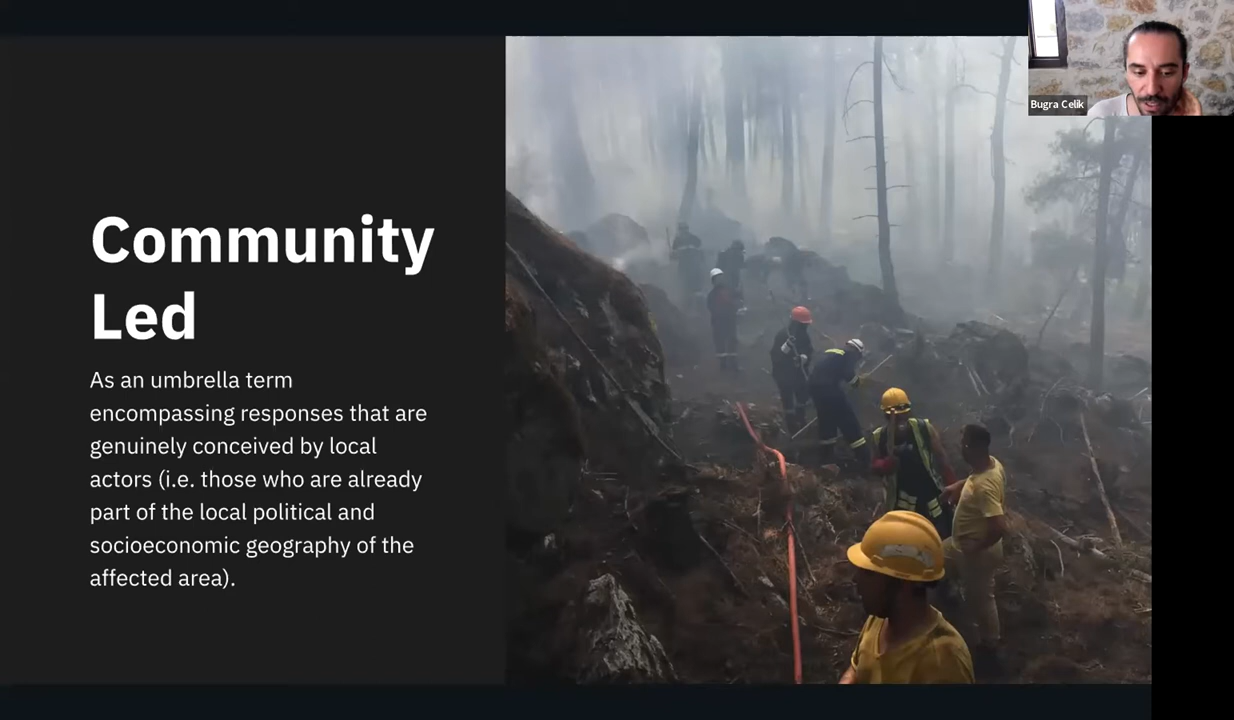 Bugra Celik
Community
Led
As an umbrella term
encompassing responses that are
genuinely conceived by local
actors (i.e. those who are already
part of the local political and
socioeconomic geography of the
affected area).